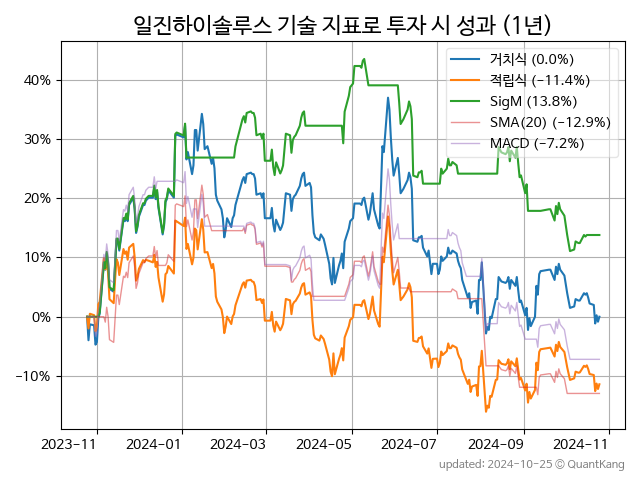 일진하이솔루스 기술 지표로 투자 시 성과 (1년)
거치식 (0.0%)
적립식 (−11.4%)
SigM (13.8%)
SMA(20) (−12.9%)
MACD (−7.2%)
40%
30%
20%
10%
0%
−10%
2023−11 2024−01 2024−03 2024−05 2024−07 2024−09 2024−11
updated: 2024-10-25 © QuantKang